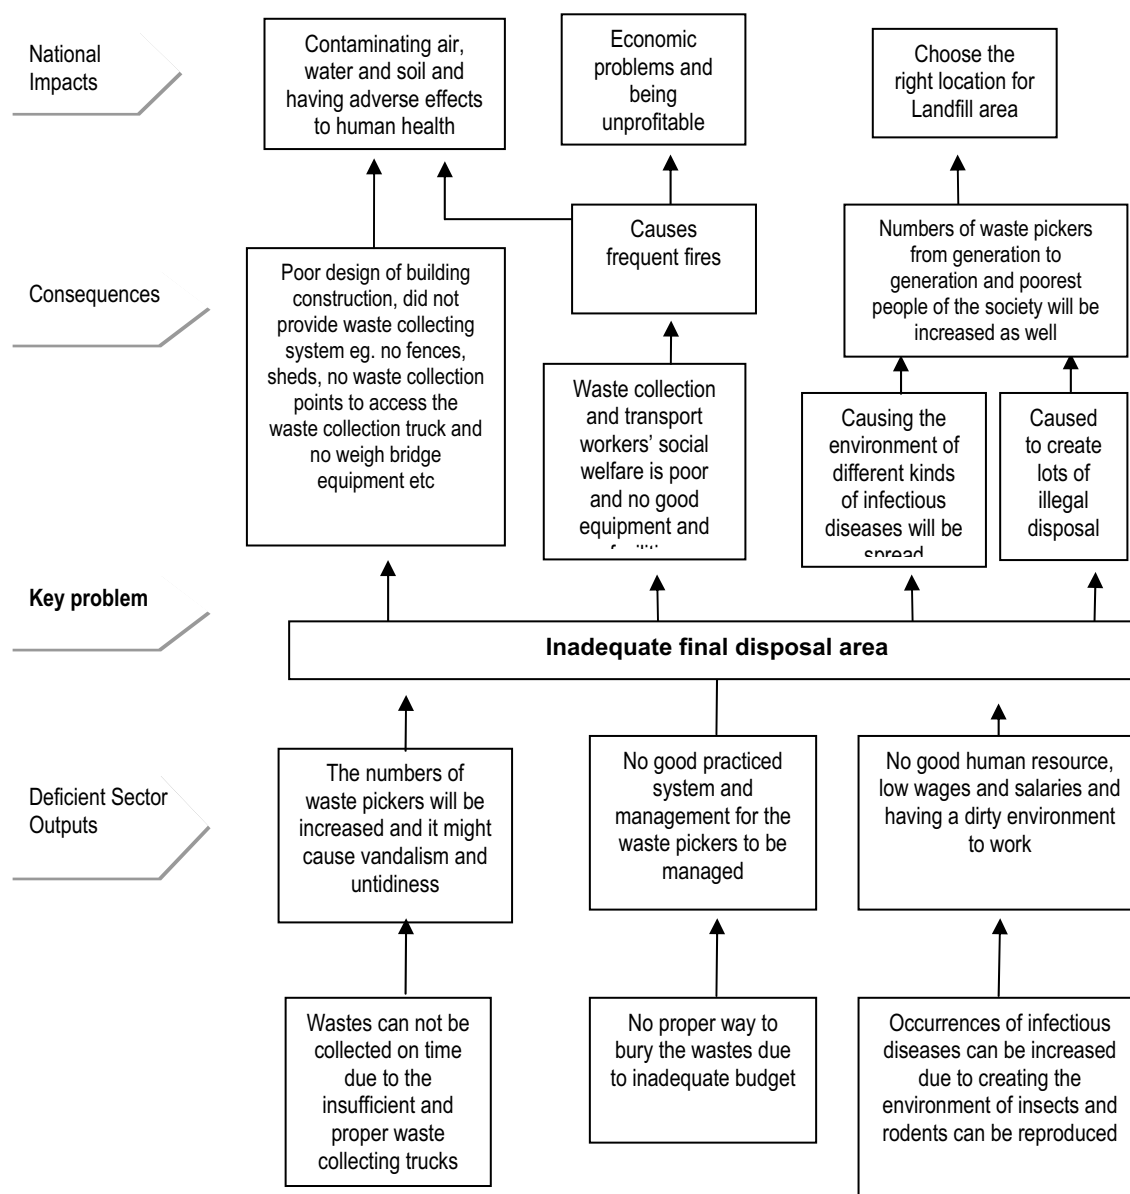 National
Impacts
Contaminating air,
water and soil and
having adverse effects
to human health
Economic
problems and
being
unprofitable
Choose the
right location for
Landfill area
Consequences
Poor design of building
construction, did not
provide waste collecting
system eg. no fences,
sheds, no waste collection
points to access the
waste collection truck and
no weigh bridge
equipment etc
Causes
frequent fires
Numbers of waste pickers
from generation to
generation and poorest
people of the society will be
increased as well
Waste collection
and transport
workers’ social
welfare is poor
and no good
equipment and
Causing the
environment of
different kinds
of infectious
diseases will be
spread
Caused
to create
lots of
illegal
disposal
Key problem
Inadequate final disposal area
Deficient Sector
Outputs
The numbers of
waste pickers will be
increased and it might
cause vandalism and
untidiness
No good practiced
system and
management for the
waste pickers to be
managed
No good human resource,
low wages and salaries and
having a dirty environment
to work
Wastes can not be
collected on time
due to the
insufficient and
proper waste
collecting trucks
No proper way to
bury the wastes due
to inadequate budget
Occurrences of infectious
diseases can be increased
due to creating the
environment of insects and
rodents can be reproduced